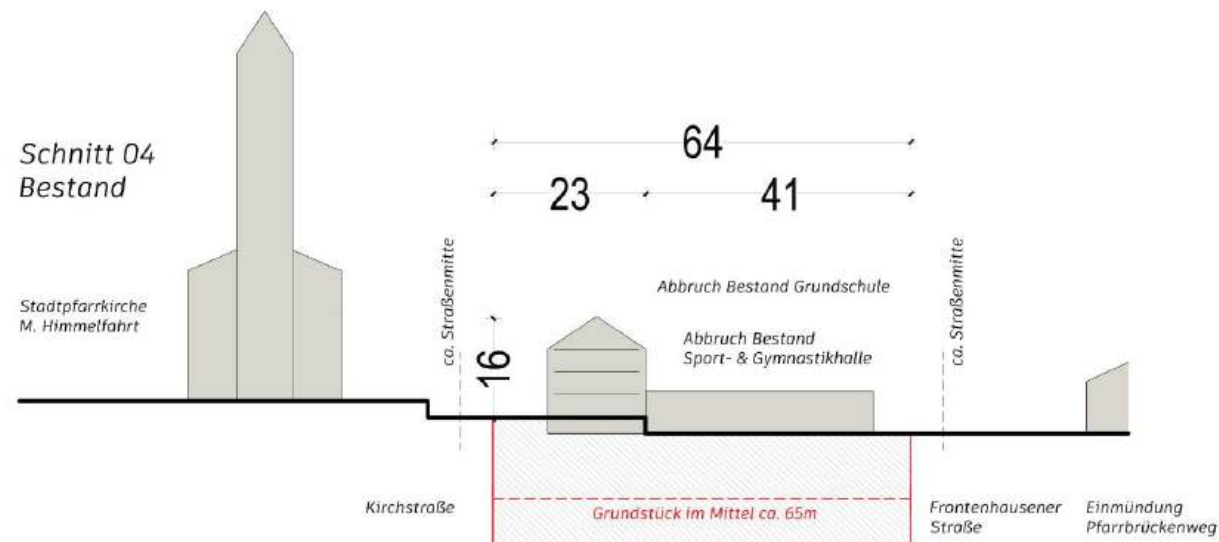 Schnitt 04
Bestand
Stadtpfarrkirche
M. Himmelfahrt
ca. Straßenmitte
64
23
41
16
Abbruch Bestand Grundschule
Abbruch Bestand
Sport- & Gymnastikhalle
ca. Straßenmitte
Kirchstraße
Grundstück im Mittel ca. 65m
Frontenhausener
Straße
Einmündung
Pfarrbrückenweg